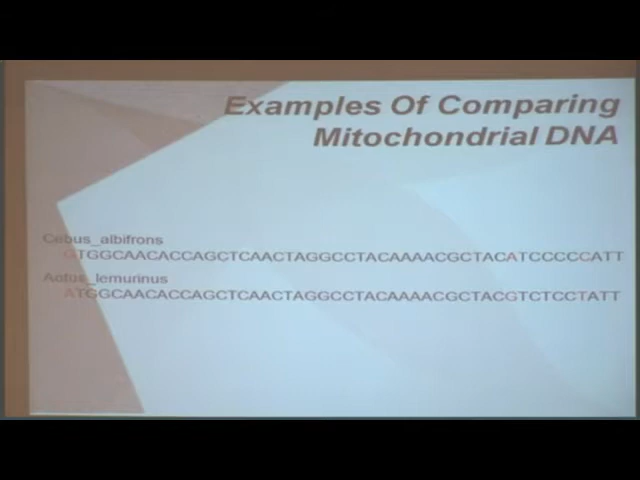 Examples Of Comparing
Mitochondrial DNA
Cebus_albifrons
GTGGCAACACCAGCTCAACTAGGCCTACAAAACGCTACATCCCCCATT
Aotus_lemurinus
ATGGCAACACCAGCTCAACTAGGCCTACAAAACGCTACGTCTCCTATT